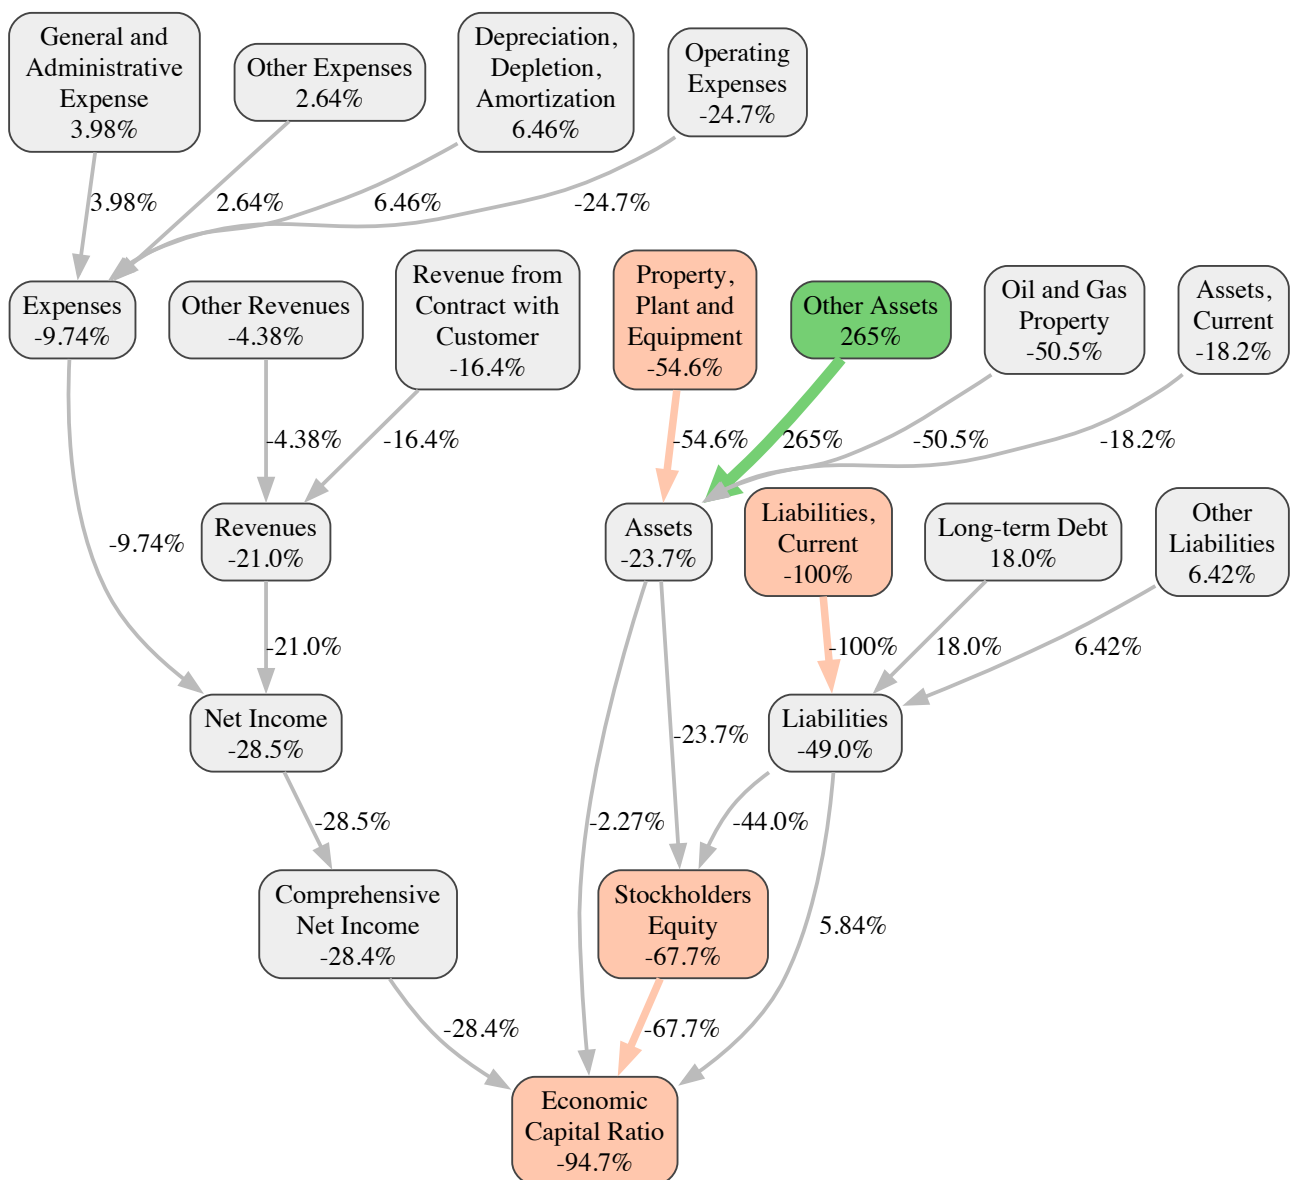 General and
Administrative
Expense
3.98%
Other Expenses
2.64%
Depreciation,
Depletion,
Amortization
6.46%
Operating
Expenses
-24.7%
3.98%
2.64%
6.46%
-24.7%
Expenses
-9.74%
Other Revenues
-4.38%
Revenue from
Contract with
Customer
-16.4%
Property,
Plant and
Equipment
-54.6%
Other Assets
265%
Oil and Gas
Property
-50.5%
Assets,
Current
-18.2%
-4.38%
-16.4%
-54.6%
265%
-50.5%
-18.2%
-9.74%
Revenues
-21.0%
Assets
-23.7%
Liabilities,
Current
-100%
Long-term Debt
18.0%
Other
Liabilities
6.42%
-21.0%
-100%
18.0%
6.42%
Net Income
-28.5%
-23.7%
Liabilities
-49.0%
-28.5%
-2.27%
-44.0%
Comprehensive
Net Income
-28.4%
Stockholders
Equity
-67.7%
5.84%
-28.4%
-67.7%
Economic
Capital Ratio
-94.7%